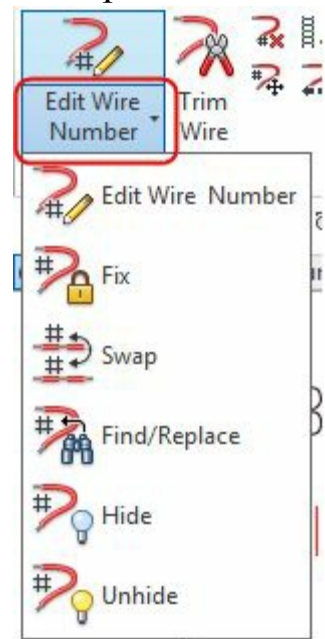 Edit Wire Trim
Number Wire
Edit Wire Number
Fix
Swap
Find/Replace
Hide
Unhide